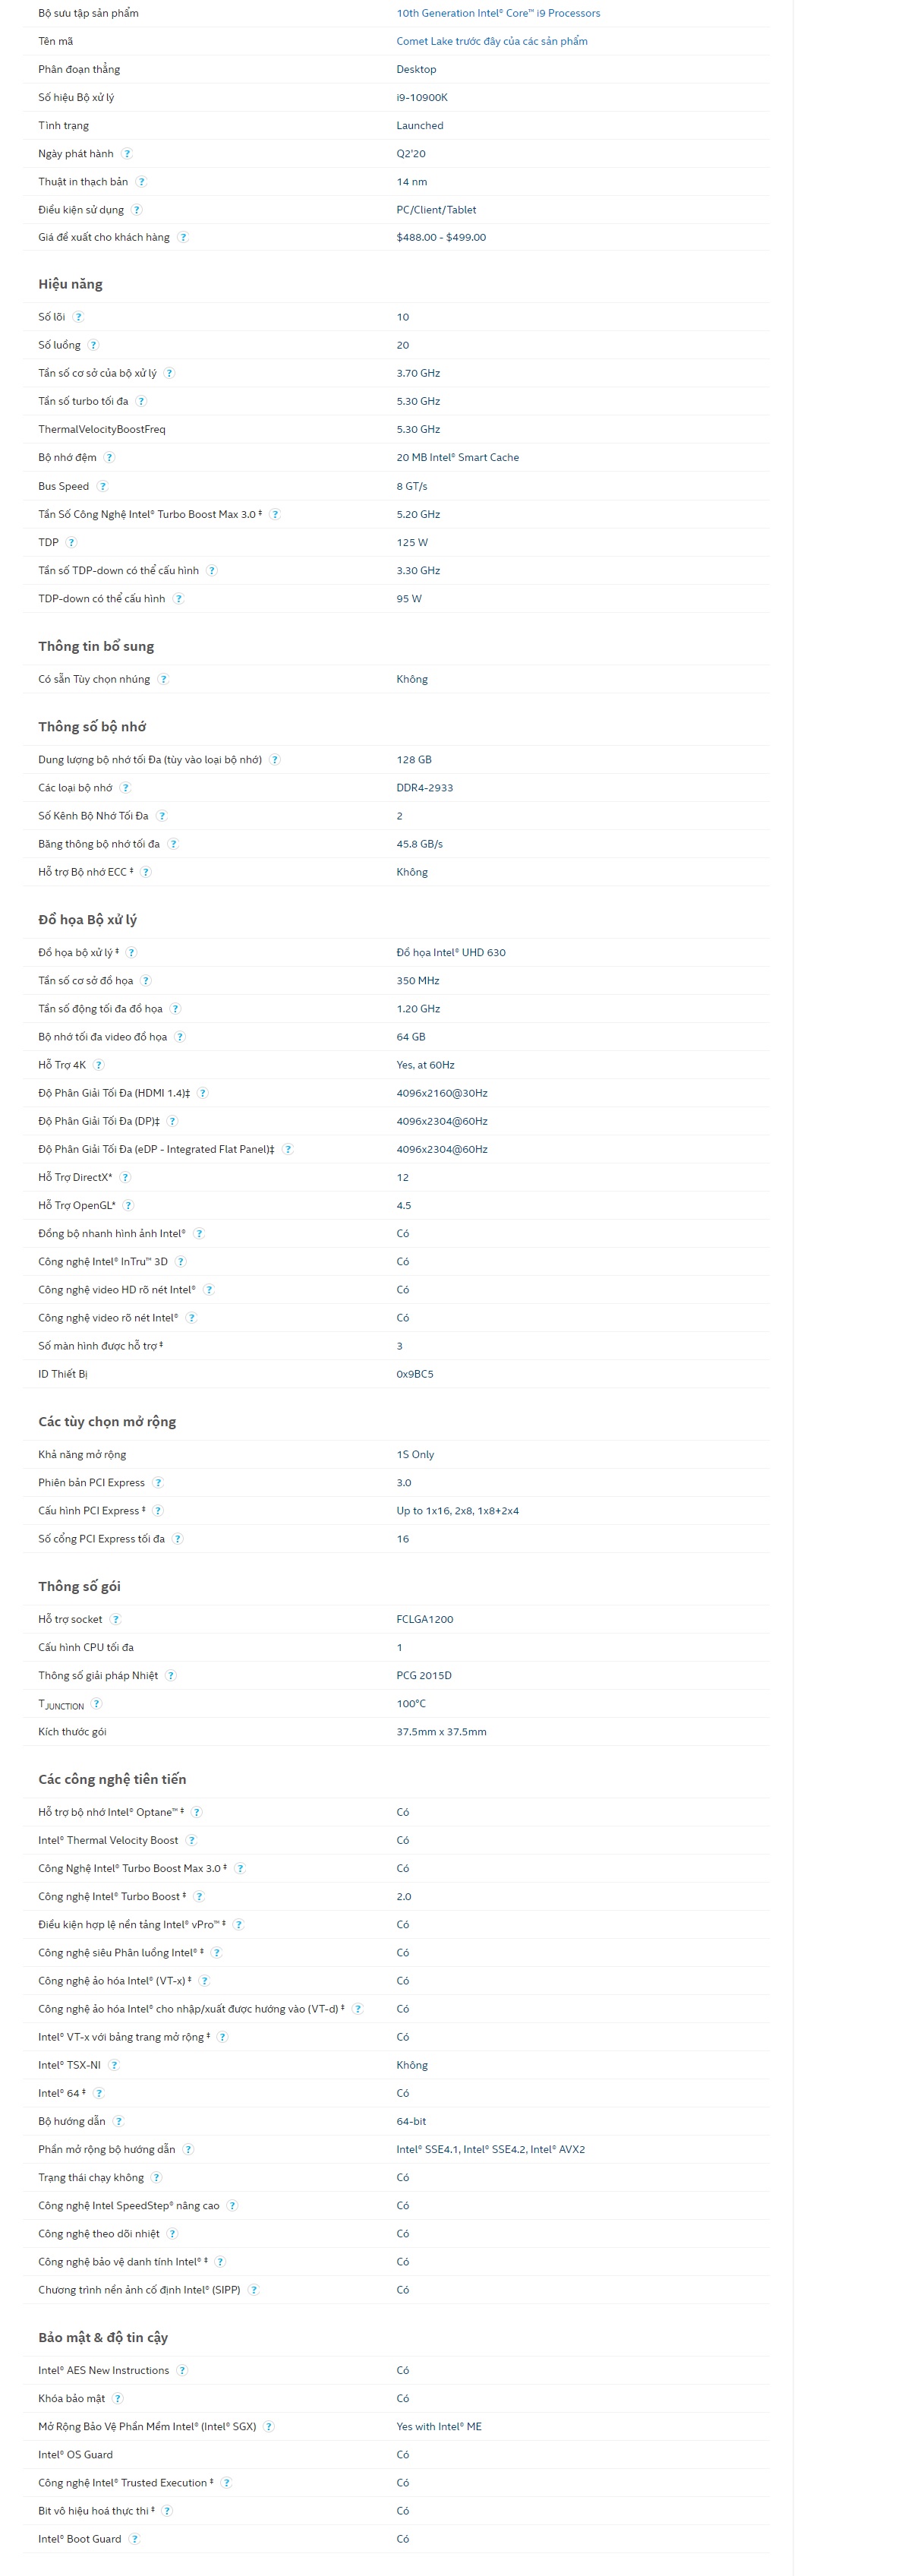 Bộ sưu tập sản phẩm 10th Generation Intel® Core™ i9 Processors
Tên mã Comet Lake trước đây của các sản phẩm
Phân đoạn thẳng Desktop
Số hiệu Bộ xử lý i9-10900K
Tình trạng Launched
Ngày phát hành ? Q2'20
Thuật in thạch bản ? 14 nm
Điều kiện sử dụng ? PC/Client/Tablet
Giá đề xuất cho khách hàng ? $488.00 - $499.00
Hiệu năng
Số lõi ? 10
Số luồng ? 20
Tần số cơ sở của bộ xử lý ? 3.70 GHz
Tần số turbo tối đa ? 5.30 GHz
ThermalVelocityBoostFreq 5.30 GHz
Bộ nhớ đệm ? 20 MB Intel® Smart Cache
Bus Speed ? 8 GT/s
Tần Số Công Nghệ Intel® Turbo Boost Max 3.0 ‡ ? 5.20 GHz
TDP ? 125 W
Tần số TDP-down có thể cấu hình ? 3.30 GHz
TDP-down có thể cấu hình ? 95 W
Thông tin bổ sung
Có sẵn Tùy chọn nhúng ? Không
Thông số bộ nhớ
Dung lượng bộ nhớ tối Đa (tùy vào loại bộ nhớ) ? 128 GB
Các loại bộ nhớ ? DDR4-2933
Số Kênh Bộ Nhớ Tối Đa ? 2
Băng thông bộ nhớ tối đa ? 45.8 GB/s
Hỗ trợ Bộ nhớ ECC ‡ ? Không
Đồ họa Bộ xử lý
Đồ họa bộ xử lý ‡ ? Đồ họa Intel® UHD 630
Tần số cơ sở đồ họa ? 350 MHz
Tần số động tối đa đồ họa ? 1.20 GHz
Bộ nhớ tối đa video đồ họa ? 64 GB
Hỗ Trợ 4K ? Yes, at 60Hz
Độ Phân Giải Tối Đa (HDMI 1.4)‡ ? 4096x2160@30Hz
Độ Phân Giải Tối Đa (DP)‡ ? 4096x2304@60Hz
Độ Phân Giải Tối Đa (eDP - Integrated Flat Panel)‡ ? 4096x2304@60Hz
Hỗ Trợ DirectX* ? 12
Hỗ Trợ OpenGL* ? 4.5
Đồng bộ nhanh hình ảnh Intel® ? Có
Công nghệ Intel® InTru™ 3D ? Có
Công nghệ video HD rõ nét Intel® ? Có
Công nghệ video rõ nét Intel® ? Có
Số màn hình được hỗ trợ ‡ 3
ID Thiết Bị 0x9BC5
Các tùy chọn mở rộng
Khả năng mở rộng 1S Only
Phiên bản PCI Express ? 3.0
Cấu hình PCI Express ‡ ? Up to 1x16, 2x8, 1x8+2x4
Số cổng PCI Express tối đa ? 16
Thông số gói
Hỗ trợ socket ? FCLGA1200
Cấu hình CPU tối đa 1
Thông số giải pháp Nhiệt ? PCG 2015D
TJUNCTION ? 100°C
Kích thước gói 37.5mm x 37.5mm
Các công nghệ tiên tiến
Hỗ trợ bộ nhớ Intel® Optane™ ‡ ? Có
Intel® Thermal Velocity Boost ? Có
Công Nghệ Intel® Turbo Boost Max 3.0 ‡ ? Có
Công nghệ Intel® Turbo Boost ‡ ? 2.0
Điều kiện hợp lệ nền tảng Intel® vPro™ ‡ ? Có
Công nghệ siêu Phân luồng Intel® ‡ ? Có
Công nghệ ảo hóa Intel® (VT-x) ‡ ? Có
Công nghệ ảo hóa Intel® cho nhập/xuất được hướng vào (VT-d) ‡ ? Có
Intel® VT-x với bảng trang mở rộng ‡ ? Có
Intel® TSX-NI ? Không
Intel® 64 ‡ ? Có
Bộ hướng dẫn ? 64-bit
Phần mở rộng bộ hướng dẫn ? Intel® SSE4.1, Intel® SSE4.2, Intel® AVX2
Trạng thái chạy không ? Có
Công nghệ Intel SpeedStep® nâng cao ? Có
Công nghệ theo dõi nhiệt ? Có
Công nghệ bảo vệ danh tính Intel® ‡ ? Có
Chương trình nền ảnh cố định Intel® (SIPP) ? Có
Bảo mật & độ tin cậy
Intel® AES New Instructions ? Có
Khóa bảo mật ? Có
Mở Rộng Bảo Vệ Phần Mềm Intel® (Intel® SGX) ? Yes with Intel® ME
Intel® OS Guard Có
Công nghệ Intel® Trusted Execution ‡ ? Có
Bit vô hiệu hoá thực thi ‡ ? Có
Intel® Boot Guard ? Có